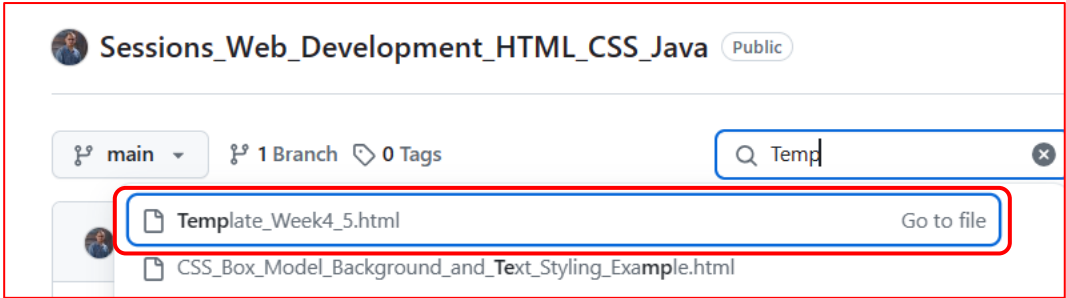 Sessions_Web_Development_HTML_CSS_Java Public
main 1 Branch 0 Tags Temp
Template_Week4_5.html Go to file
CSS_Box_Model_Background_and_Text_Styling_Example.html